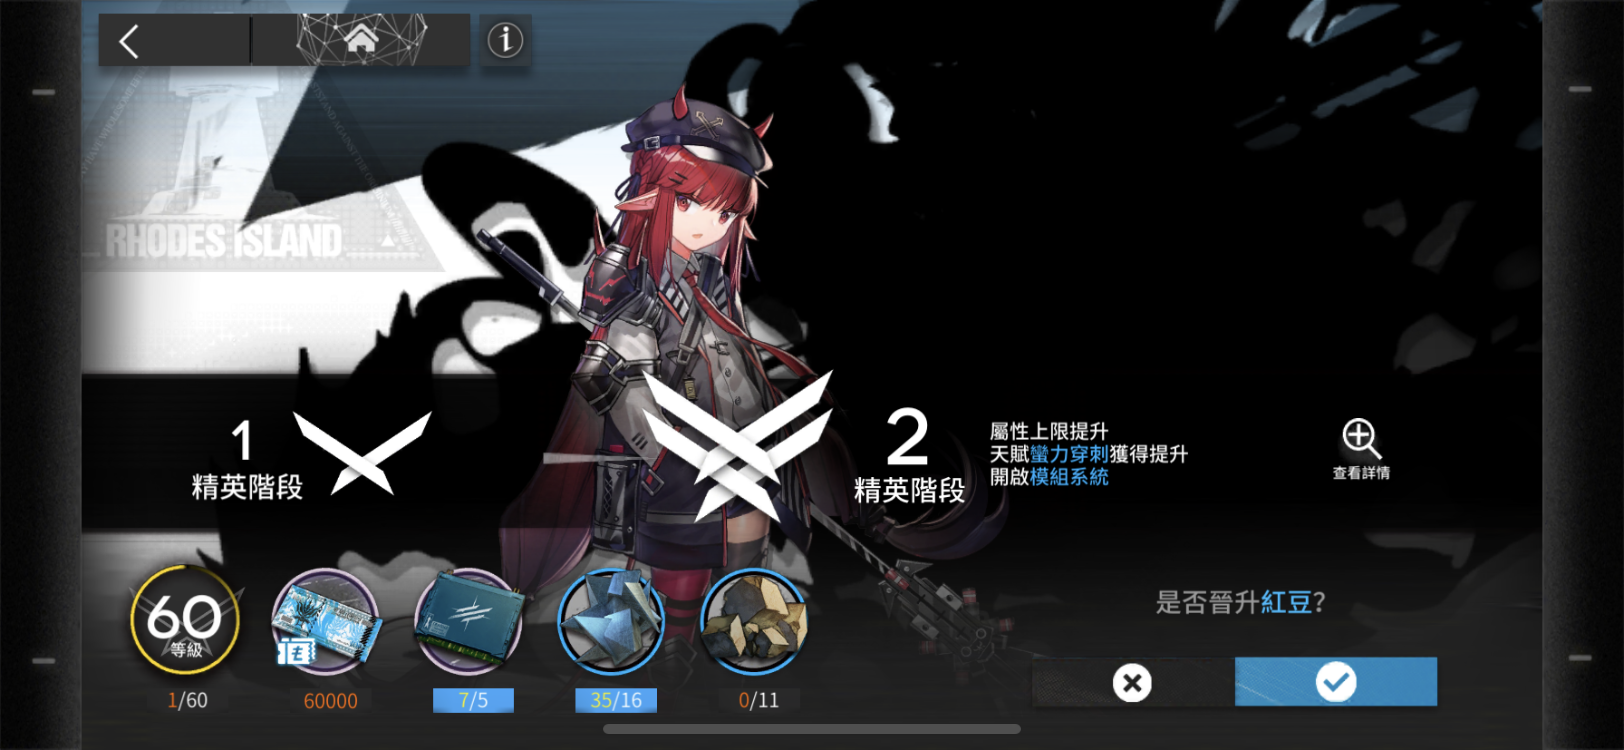 RHODES ISLAND
1
精英階段
2
精英階段
屬性上限提升
天賦蠻力穿刺獲得提升
開啟模組系統
查看詳情
60
等級
1/60
60000
7/5
35/16
0/11
是否晉升紅豆?